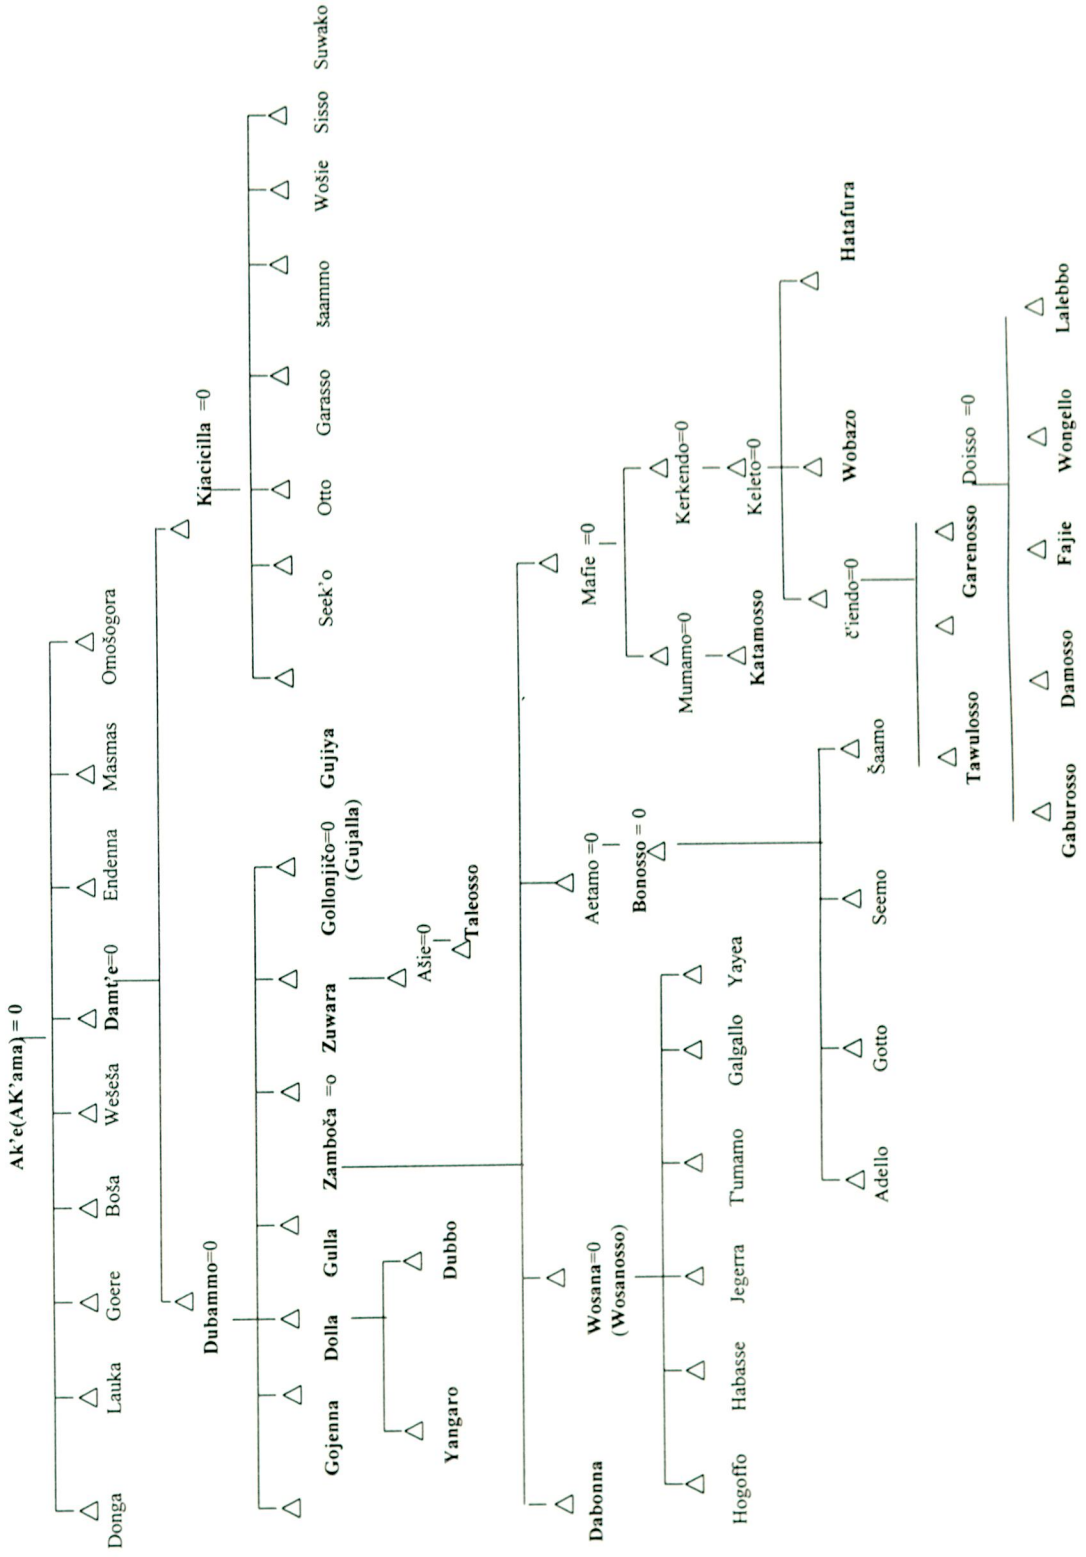 Ak'e(AK'ama) = 0
Donga Lauka Goere Boša Wešeša Damt'e=0 Endenna Masmas Omošogora
Dubammo=0 Kiacicilla =0
Gojenna Dolla Gulla Zamboča =o Zuwara Gollonjičo=0 Gujiya
(Gujalla)
Seek'o Otto Garasso šaammo Wošie Sisso Suwako
Yangaro Dubbo
Ašie=0
Taleosso
Dabonna Wosana=0 Aetamo =0 Mafie =0
(Wosanosso)
Bonosso = 0
Mumamo=0 Kerkendo=0
Hogoffo Habasse Jegerra Tumamo Galgallo Yayea
Katamosso Keleto=0
č'iendo=0 Wobazo Hatafura
Adello Gotto Seemo Šaamo
Tawulosso Garenosso Doisso =0
Gaburosso Damosso Fajie Wongello Lalebbo